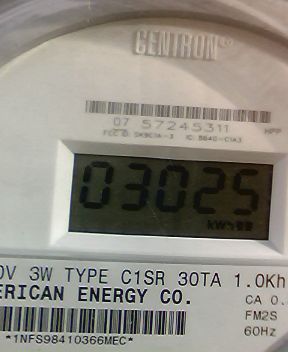 CENTRON®
07 57245311
HPP
03025
0V 3W TYPE C1SR 30TA 1.0Kh
ERICAN ENERGY CO.
CA 0.
FM2S
60Hz
*1NFS98410366MEC*